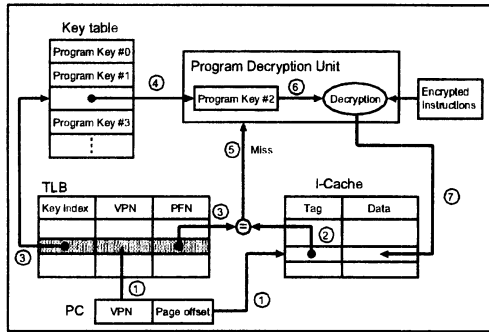 Key table
Program Key #0
Program Key #1
Program Key #3
④
Program Decryption Unit
Program Key #2
⑥
Decryption
Encrypted
Instructions
⑤ Miss
⑦
TLB
Key index VPN PFN
③
③
=
I-Cache
Tag Data
②
①
①
PC
VPN Page offset